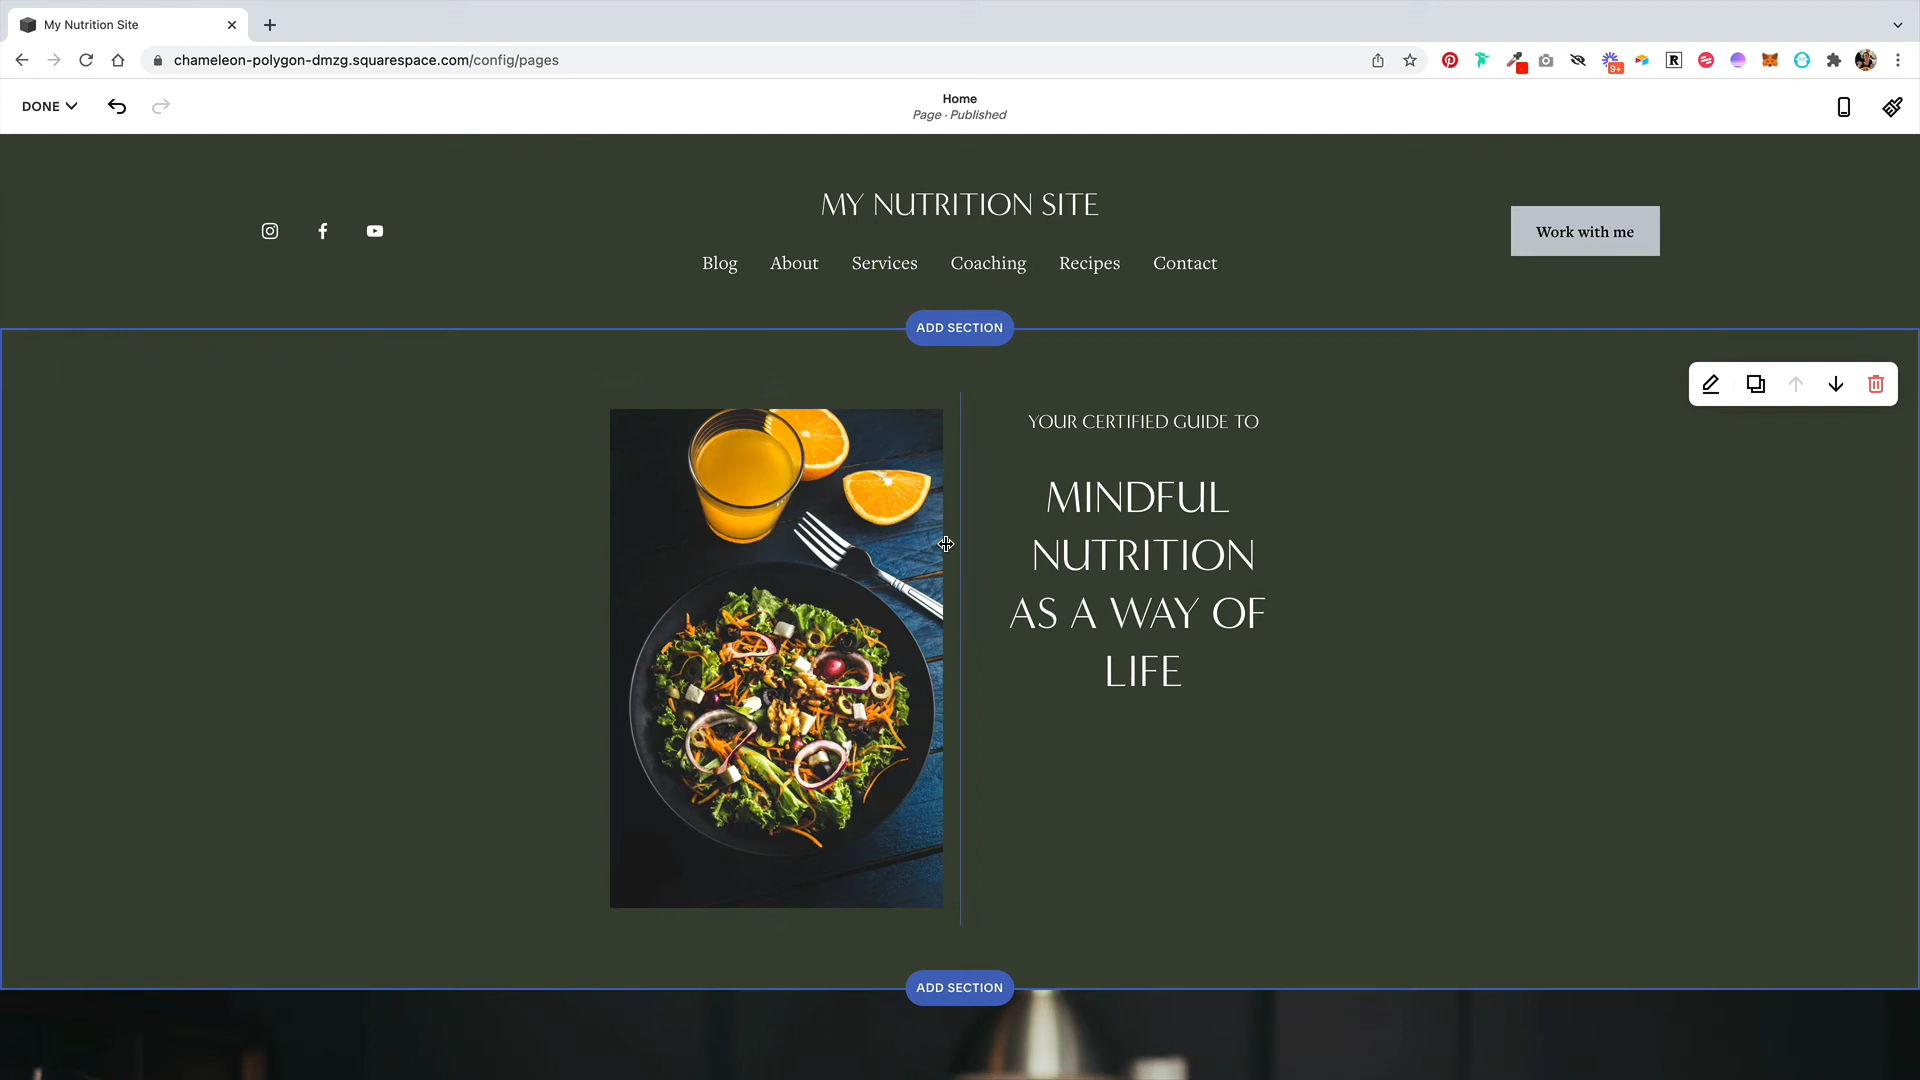 My Nutrition Site
chameleon-polygon-dmzg.squarespace.com/config/pages
9+
R
DONE
Home
Page · Published
MY NUTRITION SITE
Blog About Services Coaching Recipes Contact
Work with me
ADD SECTION
YOUR CERTIFIED GUIDE TO
MINDFUL
NUTRITION
AS A WAY OF
LIFE
ADD SECTION